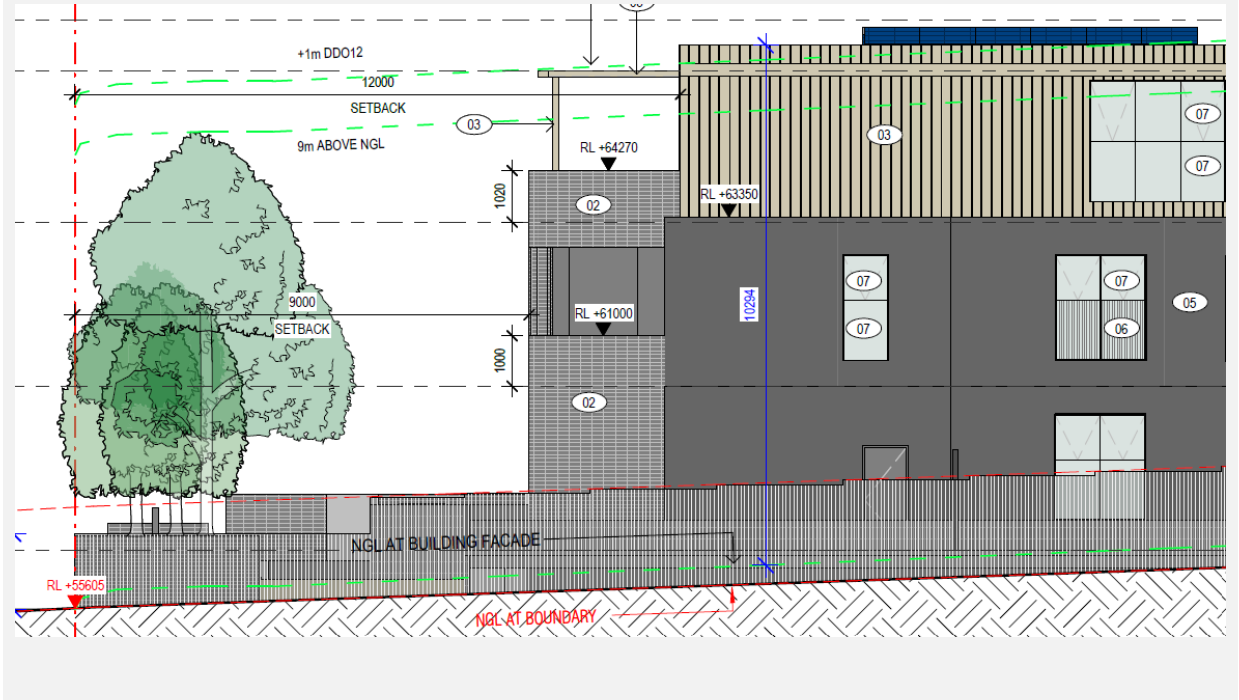 +1m DDO12
12000
SETBACK
03
9m ABOVE NGL
RL +64270
03
07
07
1020
02
RL +63350
9000
SETBACK
RL +61000
10294
07
07
07
06
05
1000
02
NGL AT BUILDING FACADE
RL +55605
NGL AT BOUNDARY